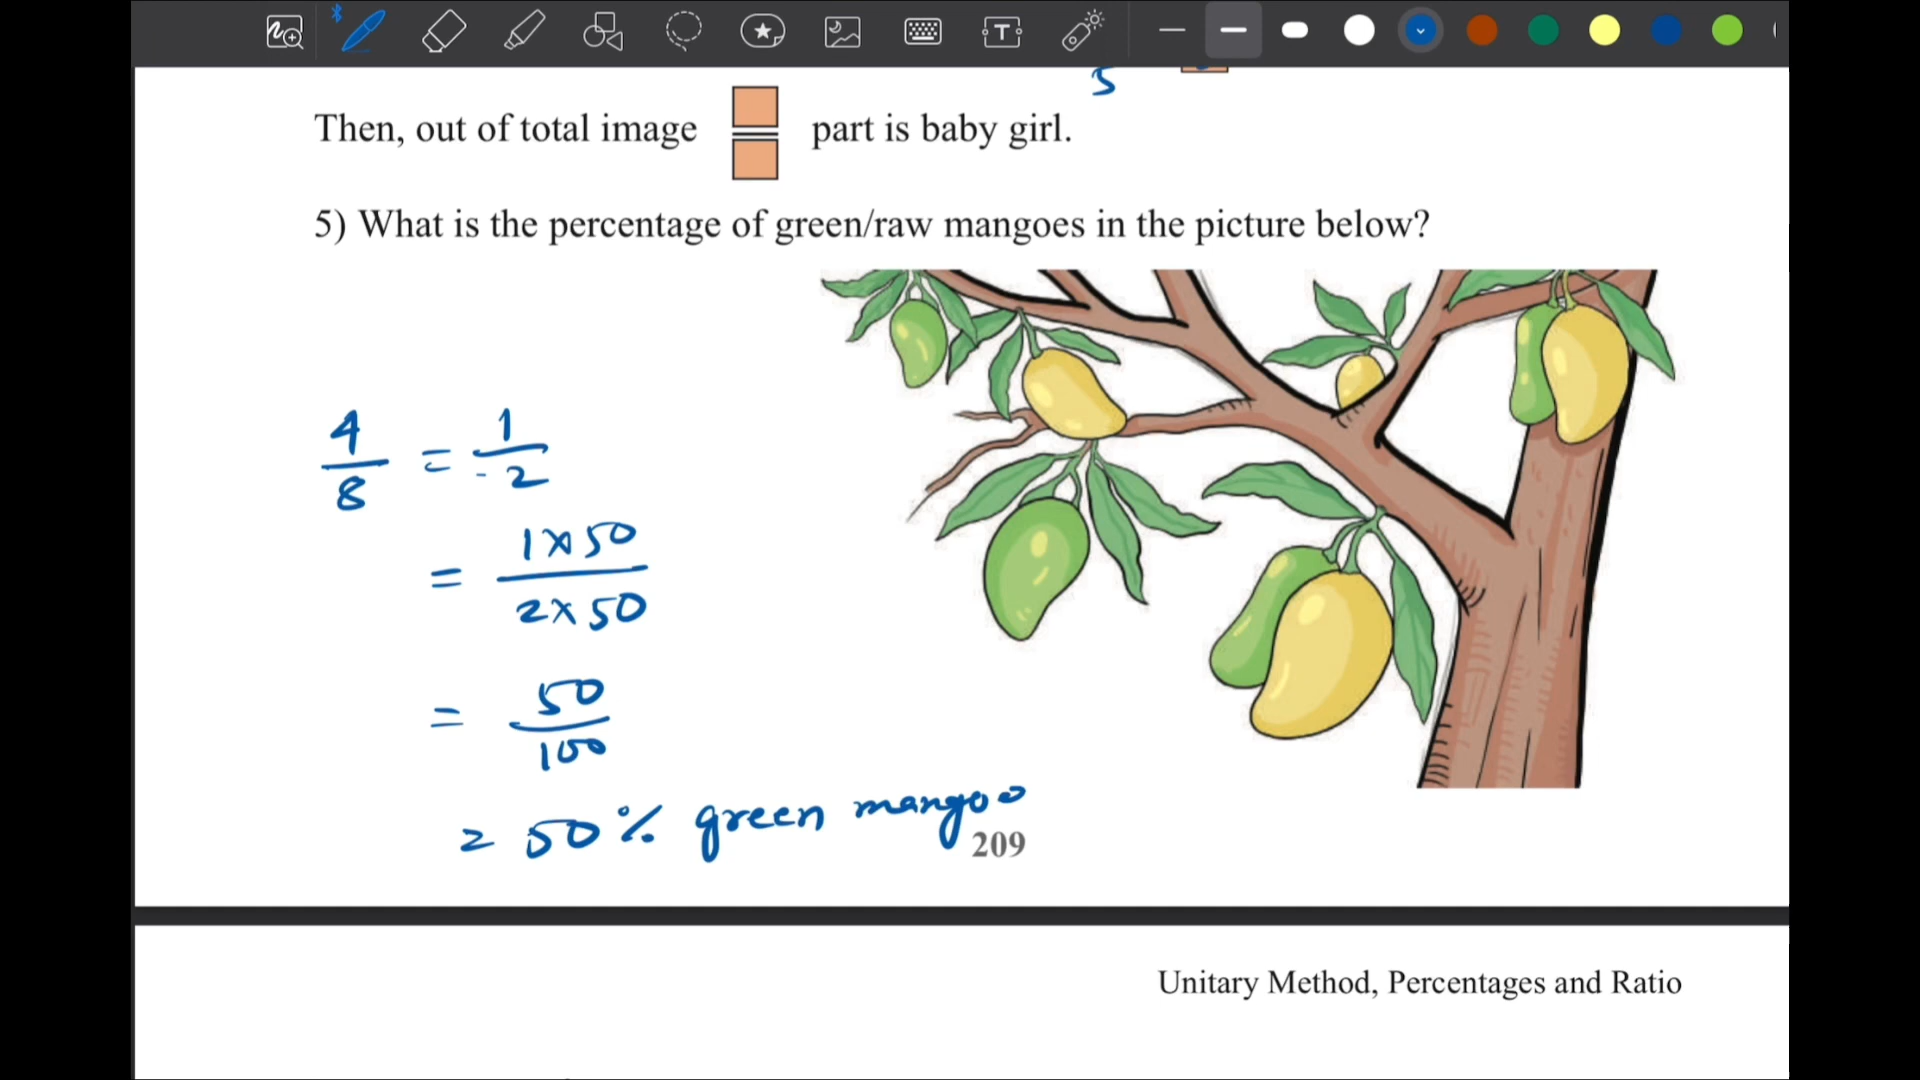 5
Then, out of total image part is baby girl.
5) What is the percentage of green/raw mangoes in the picture below?
4/8 = 1/2
= 1×50/2×50
= 50/100
= 50% green mangoo
209
Unitary Method, Percentages and Ratio